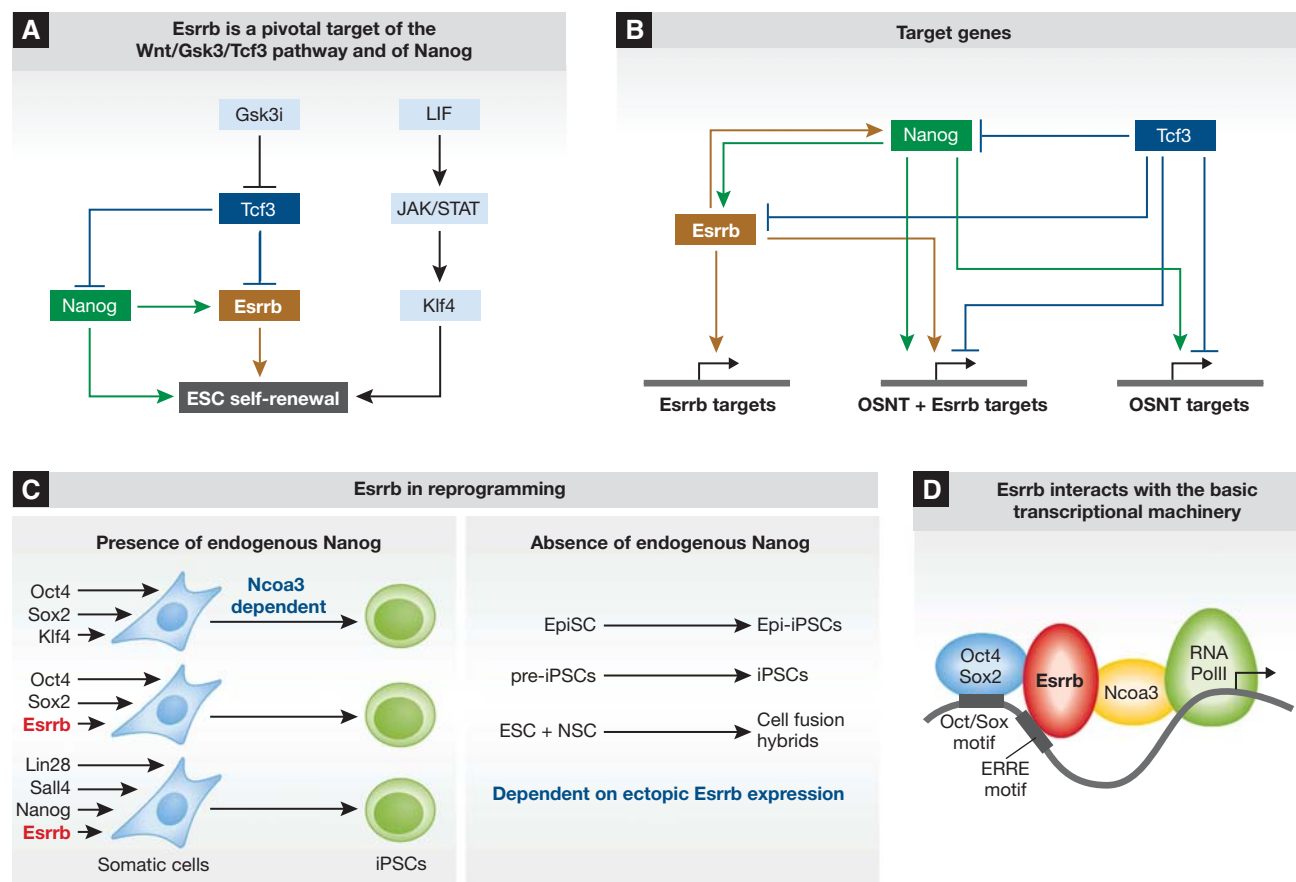 A
Esrrb is a pivotal target of the
Wnt/Gsk3/Tcf3 pathway and of Nanog
Gsk3i
LIF
Tcf3
JAK/STAT
Nanog
Esrrb
Klf4
ESC self-renewal
B
Target genes
Nanog
Tcf3
Esrrb
Esrrb targets
OSNT + Esrrb targets
OSNT targets
C
Esrrb in reprogramming
Presence of endogenous Nanog
Oct4
Sox2
Klf4
Ncoa3
dependent
Oct4
Sox2
Esrrb
Lin28
Sall4
Nanog
Esrrb
Somatic cells
iPSCs
Absence of endogenous Nanog
EpiSC
Epi-iPSCs
pre-iPSCs
iPSCs
ESC + NSC
Cell fusion
hybrids
Dependent on ectopic Esrrb expression
D
Esrrb interacts with the basic
transcriptional machinery
Oct4
Sox2
Esrrb
Ncoa3
RNA
PolII
Oct/Sox
motif
ERRE
motif